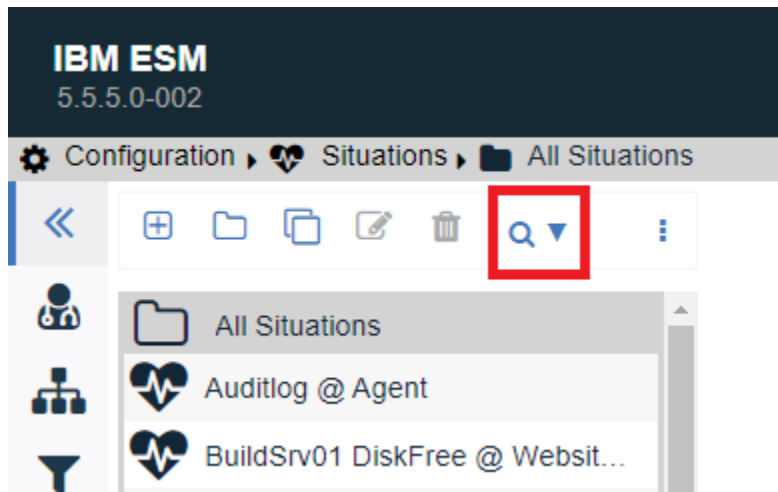 IBM ESM
5.5.5.0-002
Configuration Situations All Situations
All Situations
Auditlog @ Agent
BuildSrv01 DiskFree @ Websit...